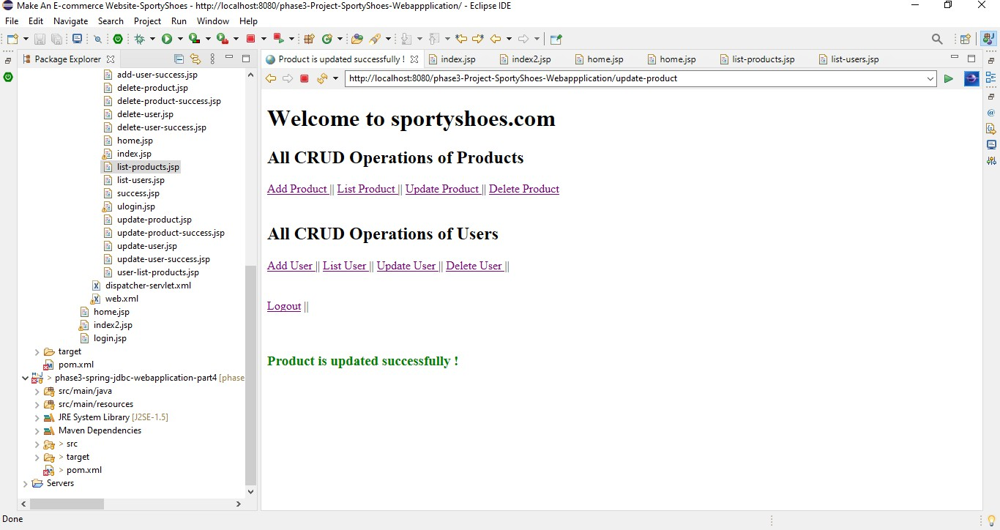 Make An E-commerce Website-SportyShoes - http://localhost:8080/phase3-Project-SportyShoes-Webappplication/ - Eclipse IDE
File Edit Navigate Search Project Run Window Help
Package Explorer
add-user-success.jsp
delete-product.jsp
delete-product-success.jsp
delete-user.jsp
delete-user-success.jsp
home.jsp
index.jsp
list-products.jsp
list-users.jsp
success.jsp
ulogin.jsp
update-product.jsp
update-product-success.jsp
update-user.jsp
update-user-success.jsp
user-list-products.jsp
dispatcher-servlet.xml
web.xml
home.jsp
index2.jsp
login.jsp
target
pom.xml
> phase3-spring-jdbc-webapplication-part4 [phase
src/main/java
src/main/resources
JRE System Library [J2SE-1.5]
Maven Dependencies
> src
> target
> pom.xml
Servers
Product is updated successfully ! index.jsp index2.jsp home.jsp home.jsp list-products.jsp list-users.jsp
http://localhost:8080/phase3-Project-SportyShoes-Webappplication/update-product
Welcome to sportyshoes.com
All CRUD Operations of Products
Add Product || List Product || Update Product || Delete Product
All CRUD Operations of Users
Add User || List User || Update User || Delete User ||
Logout ||
Product is updated successfully !
Done